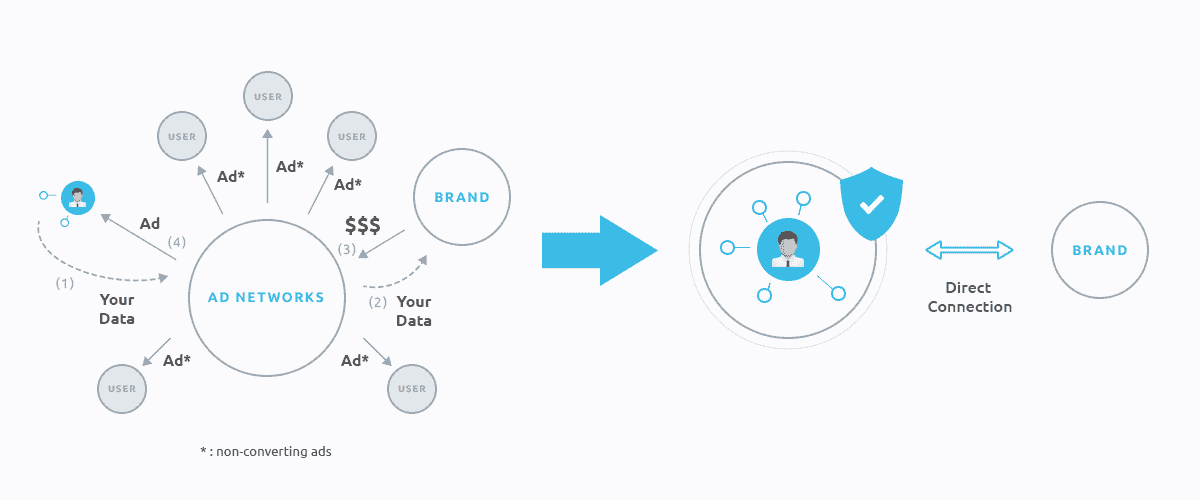 USER
USER
USER
Ad*
Ad*
Ad*
BRAND
Ad
(4)
$$$
(3)
(1)
Your
Data
AD NETWORKS
(2)
Your
Data
Ad*
Ad*
USER
USER
* : non-converting ads
BRAND
Direct
Connection